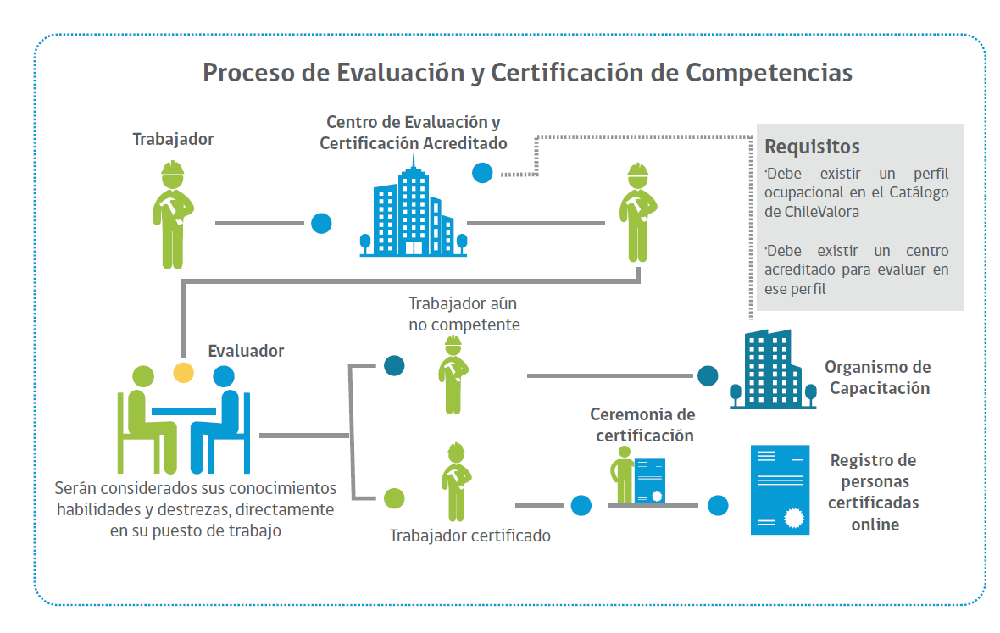 Proceso de Evaluación y Certificación de Competencias
Trabajador
Centro de Evaluación y
Certificación Acreditado
Requisitos
·Debe existir un perfil
ocupacional en el Catálogo
de ChileValora
·Debe existir un centro
acreditado para evaluar en
ese perfil
Trabajador aún
no competente
Evaluador
Organismo de
Capacitación
Ceremonia de
certificación
Registro de
personas
certificadas
online
Serán considerados sus conocimientos
habilidades y destrezas, directamente
en su puesto de trabajo
Trabajador certificado